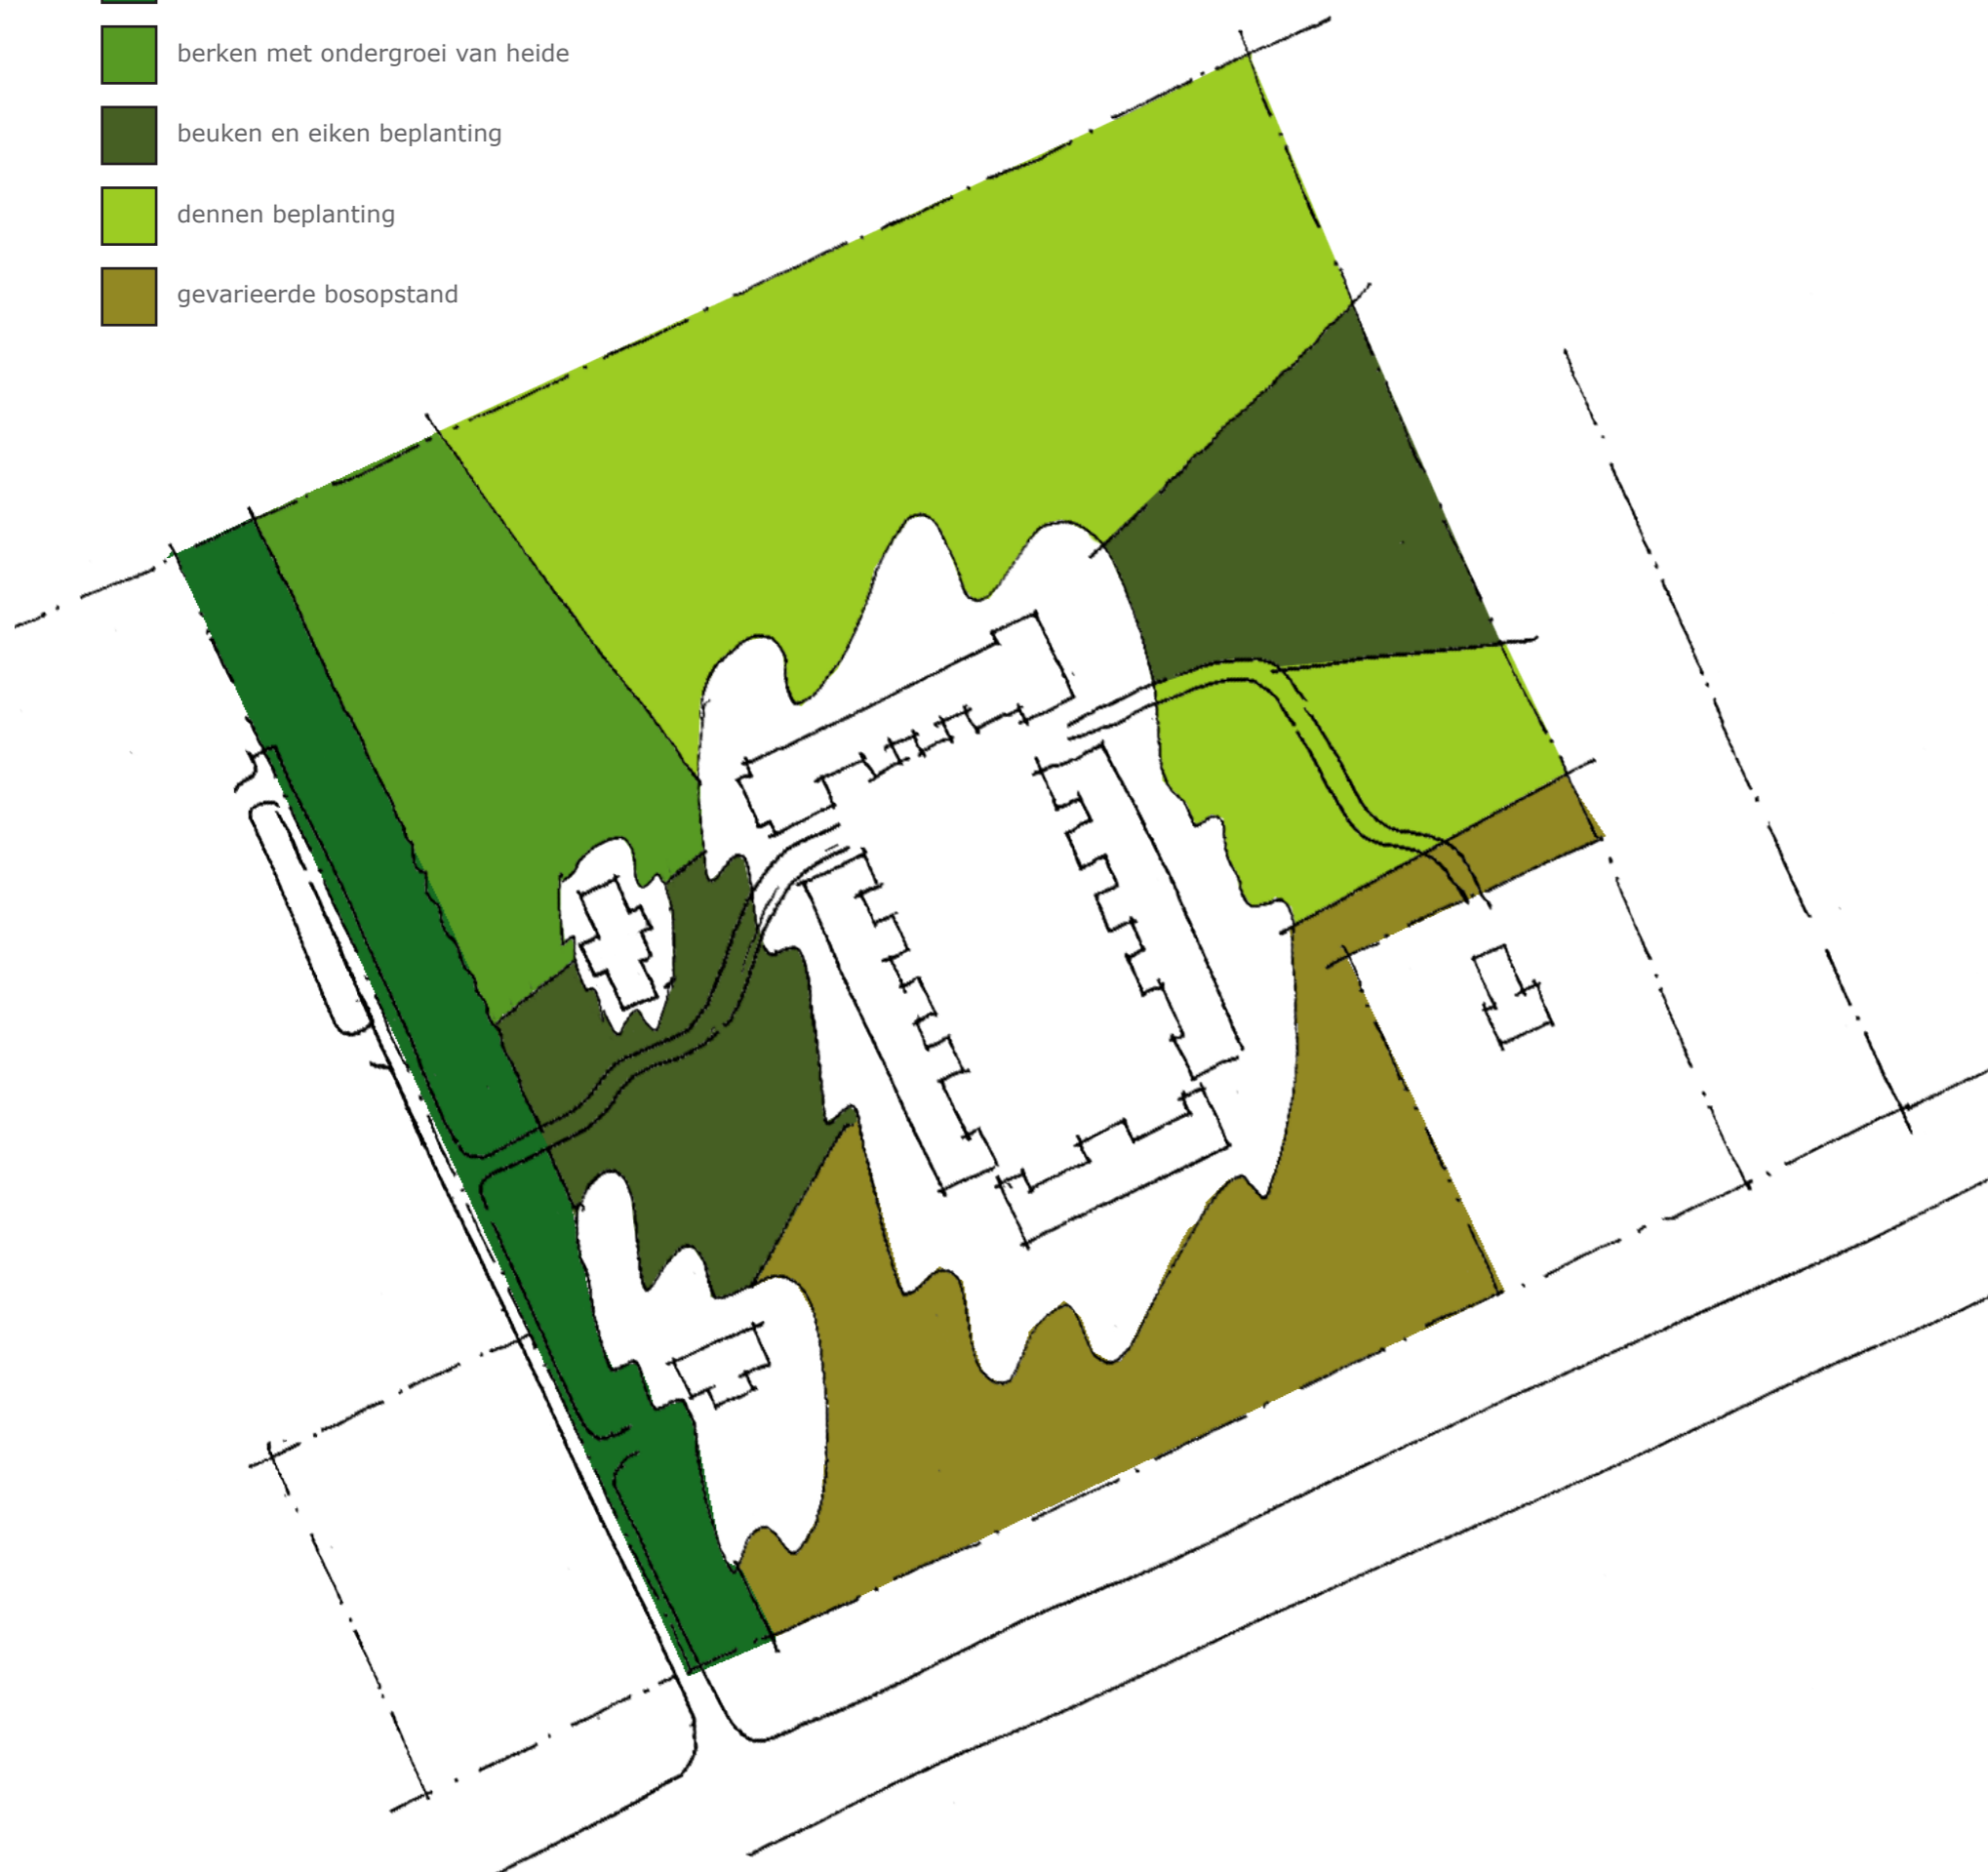 berken met ondergroei van heide
beuken en eiken beplanting
dennen beplanting
gevarieerde bosopstand